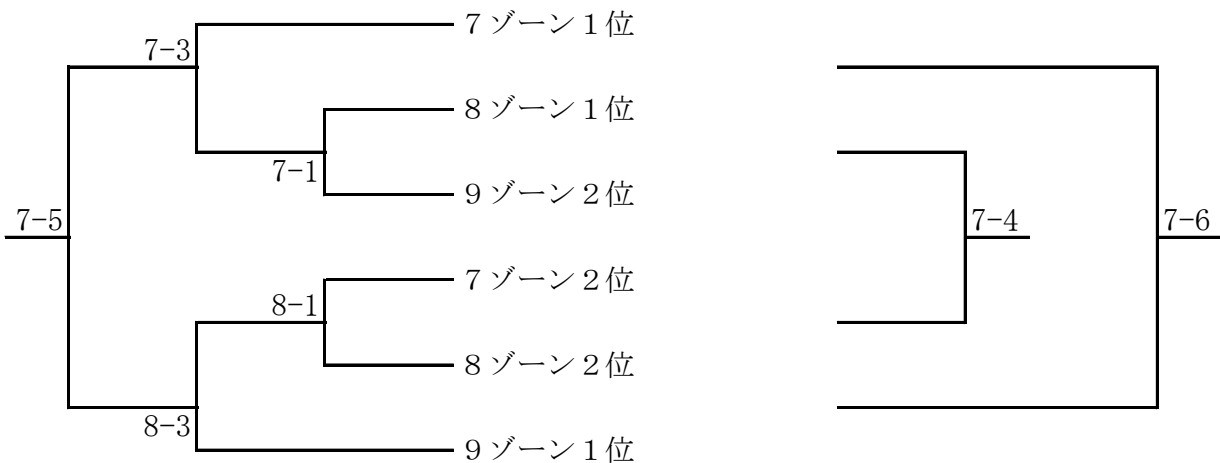 ７ゾーン１位
7-3
８ゾーン１位
7-1
９ゾーン２位
7-5
7-4
7-6
７ゾーン２位
8-1
８ゾーン２位
8-3
９ゾーン１位